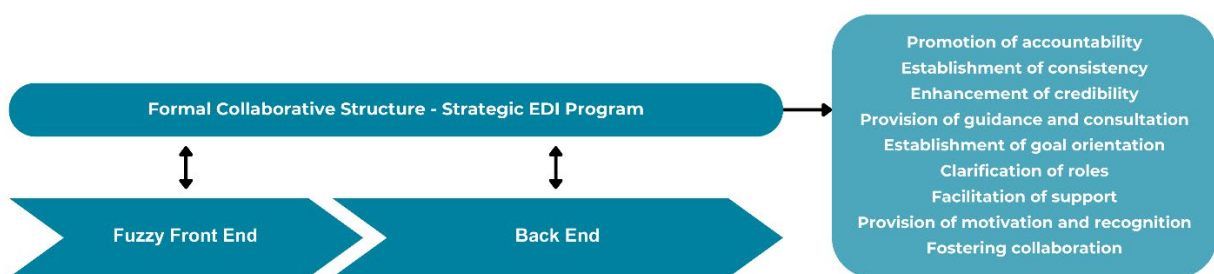 Formal Collaborative Structure - Strategic EDI Program
Fuzzy Front End
Back End
Promotion of accountability
Establishment of consistency
Enhancement of credibility
Provision of guidance and consultation
Establishment of goal orientation
Clarification of roles
Facilitation of support
Provision of motivation and recognition
Fostering collaboration